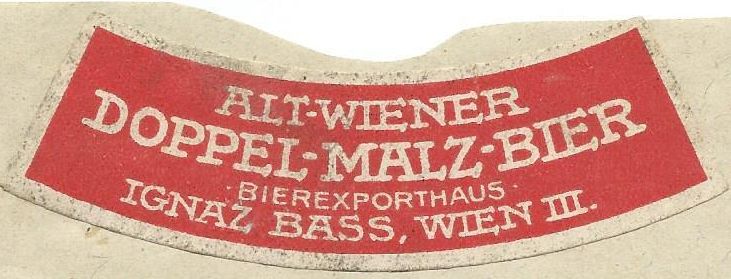 ALT-WIENER
DOPPEL-MALZ-BIER
·BIEREXPORTHAUS·
IGNAZ BASS, WIEN III.